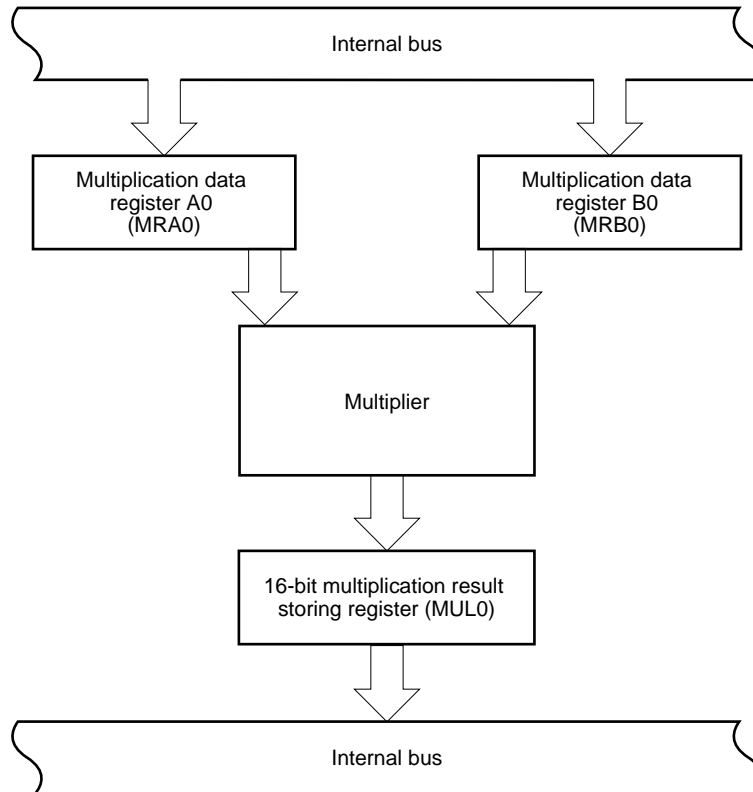 Internal bus
Multiplication data
register A0
(MRA0)
Multiplication data
register B0
(MRB0)
Multiplier
16-bit multiplication result
storing register (MUL0)
Internal bus